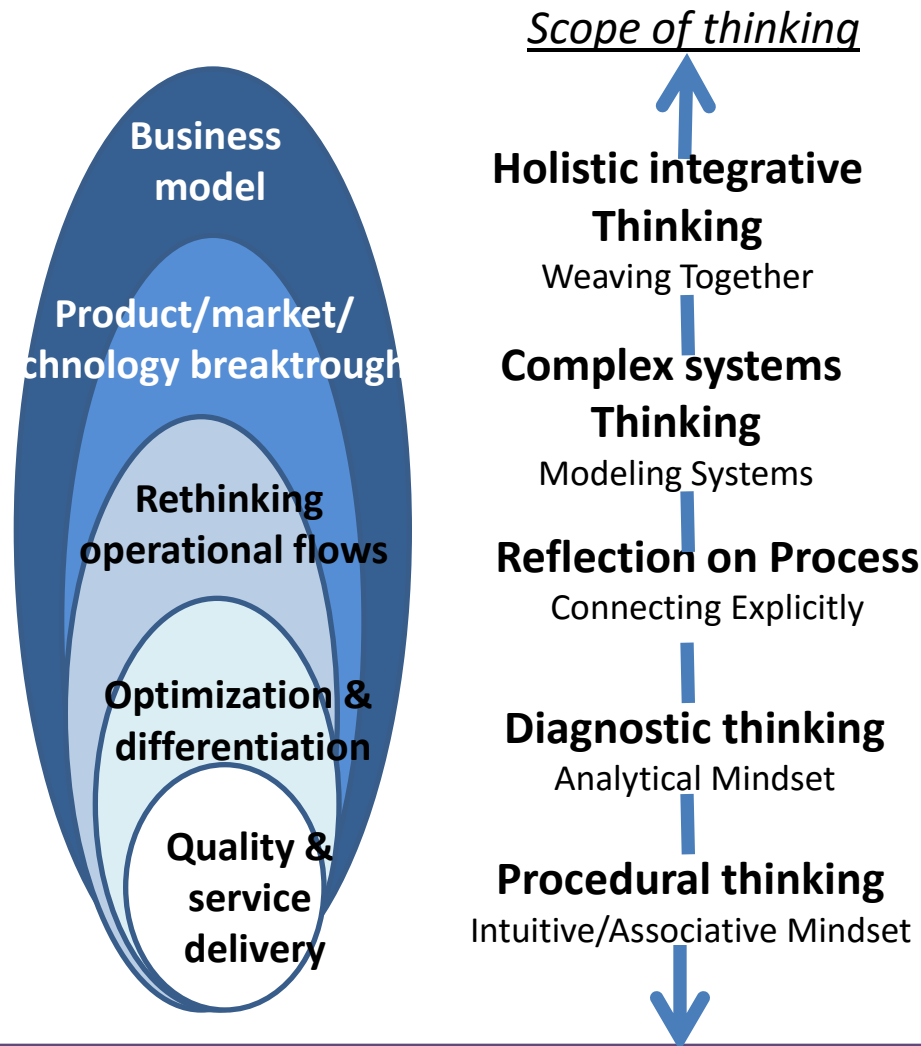 Scope of thinking
Business
model
Product/market/
chnology breaktrough
Rethinking
operational flows
Optimization &
differentiation
Quality &
service
delivery
Holistic integrative
Thinking
Weaving Together
Complex systems
Thinking
Modeling Systems
Reflection on Process
Connecting Explicitly
Diagnostic thinking
Analytical Mindset
Procedural thinking
Intuitive/Associative Mindset